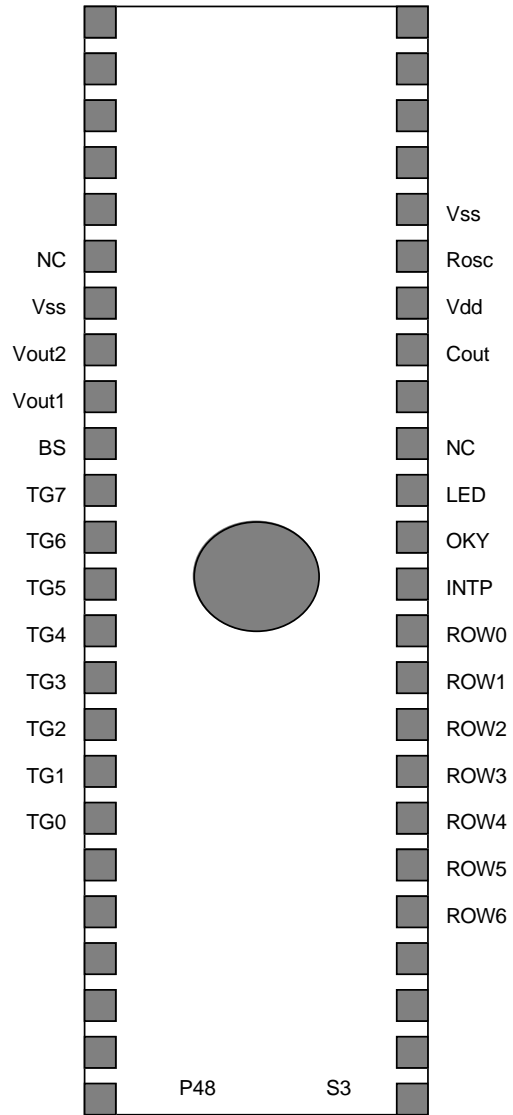 Vss
NC Rosc
Vss Vdd
Vout2 Cout
Vout1
BS NC
TG7 LED
TG6 OKY
TG5 INTP
TG4 ROW0
TG3 ROW1
TG2 ROW2
TG1 ROW3
TG0 ROW4
ROW5
ROW6
P48 S3